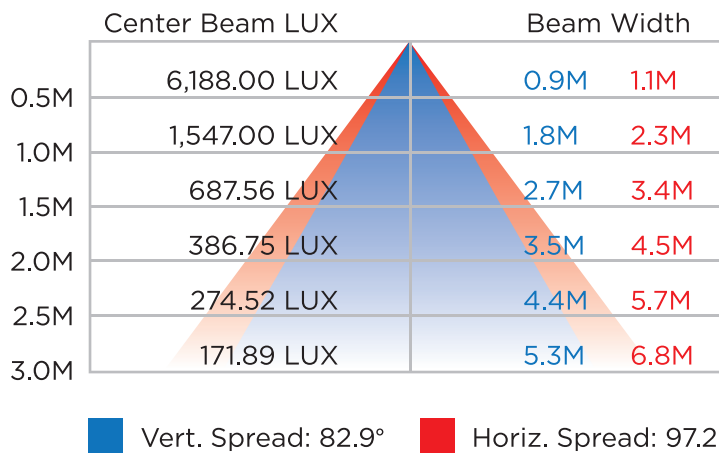 Center Beam LUX Beam Width
6,188.00 LUX 0.9M 1.1M
0.5M
1,547.00 LUX 1.8M 2.3M
1.0M
687.56 LUX 2.7M 3.4M
1.5M
386.75 LUX 3.5M 4.5M
2.0M
274.52 LUX 4.4M 5.7M
2.5M
171.89 LUX 5.3M 6.8M
3.0M
Vert. Spread: 82.9° Horiz. Spread: 97.2